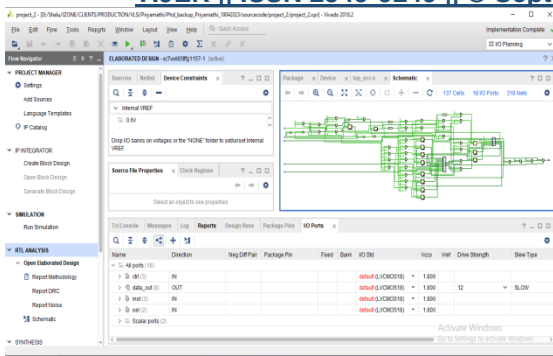 project_2 - [D:/Shalu/IZONE/CLIENTS/PRODUCTION/VLSI/Priyamathi/Phd_backup_Priyamathi_10042023/sourcecode/project_2/project_2.xpr] - Vivado 2018.2
File Edit Flow Tools Reports Window Layout View Help Quick Access
Implementation Complete
I/O Planning
Flow Navigator
ELABORATED DESIGN - (active)
PROJECT MANAGER
Settings
Add Sources
Language Templates
IP Catalog
IP INTEGRATOR
Create Block Design
Open Block Design
Generate Block Design
SIMULATION
Run Simulation
RTL ANALYSIS
Open Elaborated Design
Report Methodology
Report DRC
Report Noise
Schematic
SYNTHESIS
Sources Netlist Device Constraints
Internal VREF
0.6V
Drop I/O banks on voltages or the "NONE" folder to set/unset Internal VREF.
Source File Properties Clock Regions
Select an object to see properties
Package Device Schematic
137 Cells 18 I/O Ports 318 Nets
Tcl Console Messages Log Reports Design Runs Package Pins I/O Ports
Name Direction Neg Diff Pair Package Pin Fixed Bank I/O Std Vcco Vref Drive Strength Slew Type
All ports (18)
ctrl (3) IN default (LVCMOS18) 1.800
data_out (8) OUT default (LVCMOS18) 1.800 12 SLOW
inst (3) IN default (LVCMOS18) 1.800
sel (2) IN default (LVCMOS18) 1.800
Scalar ports (2)
Activate Windows
Go to Settings to activate Windows.